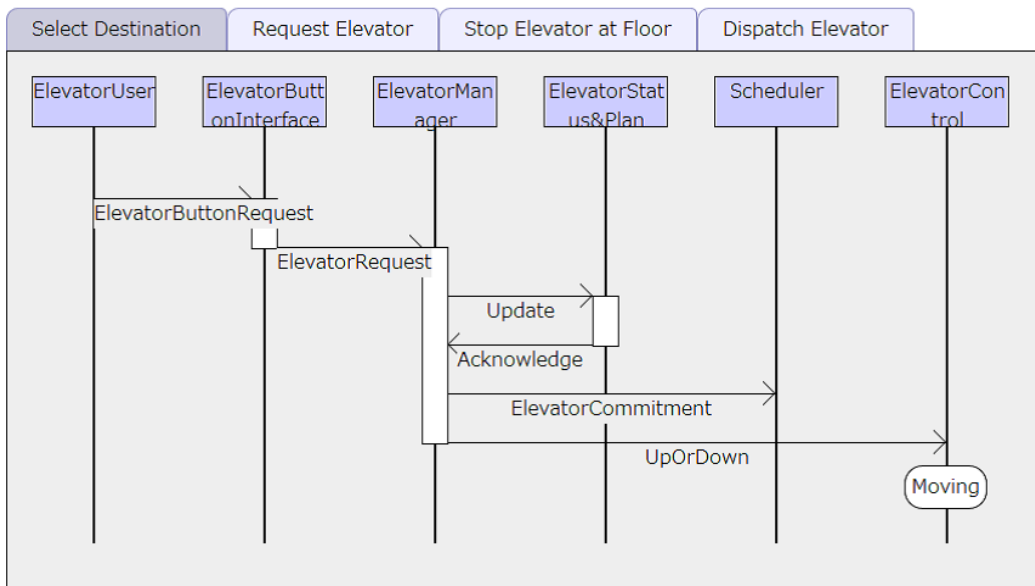 Select Destination
Request Elevator
Stop Elevator at Floor
Dispatch Elevator
ElevatorUser
ElevatorButt
onInterface
ElevatorMan
ager
ElevatorStat
us&Plan
Scheduler
ElevatorCon
trol
ElevatorButtonRequest
ElevatorRequest
Update
Acknowledge
ElevatorCommitment
UpOrDown
Moving